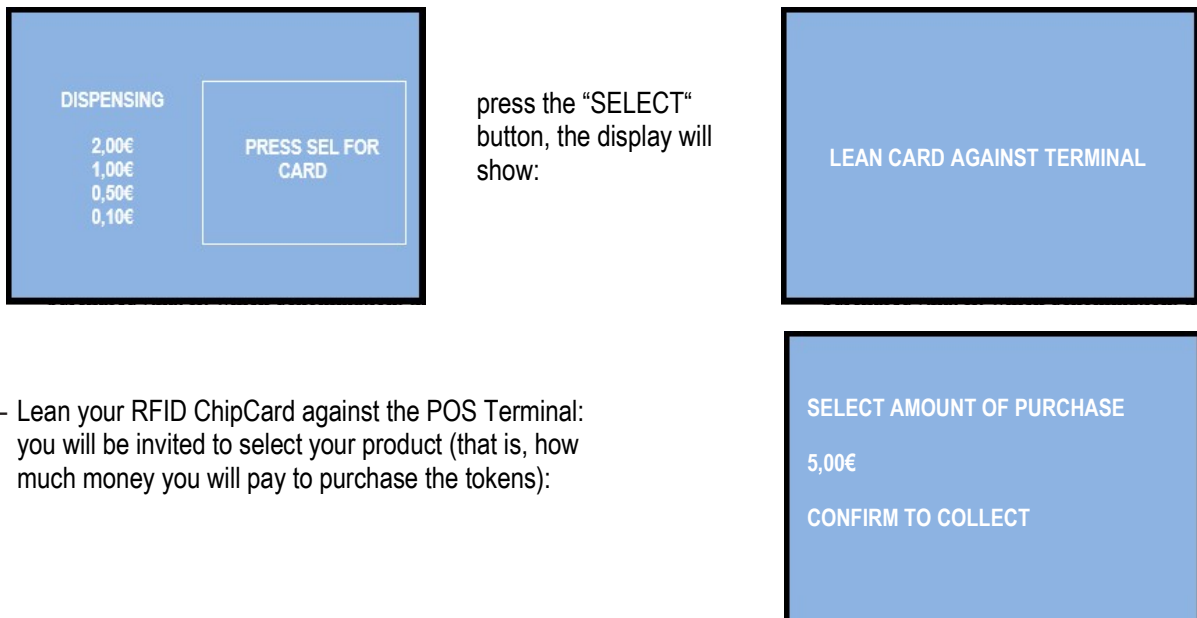 DISPENSING
2,00€
1,00€
0,50€
0,10€
PRESS SEL FOR
CARD
press the “SELECT“
button, the display will
show:
LEAN CARD AGAINST TERMINAL
- Lean your RFID ChipCard against the POS Terminal:
you will be invited to select your product (that is, how
much money you will pay to purchase the tokens):
SELECT AMOUNT OF PURCHASE
5,00€
CONFIRM TO COLLECT